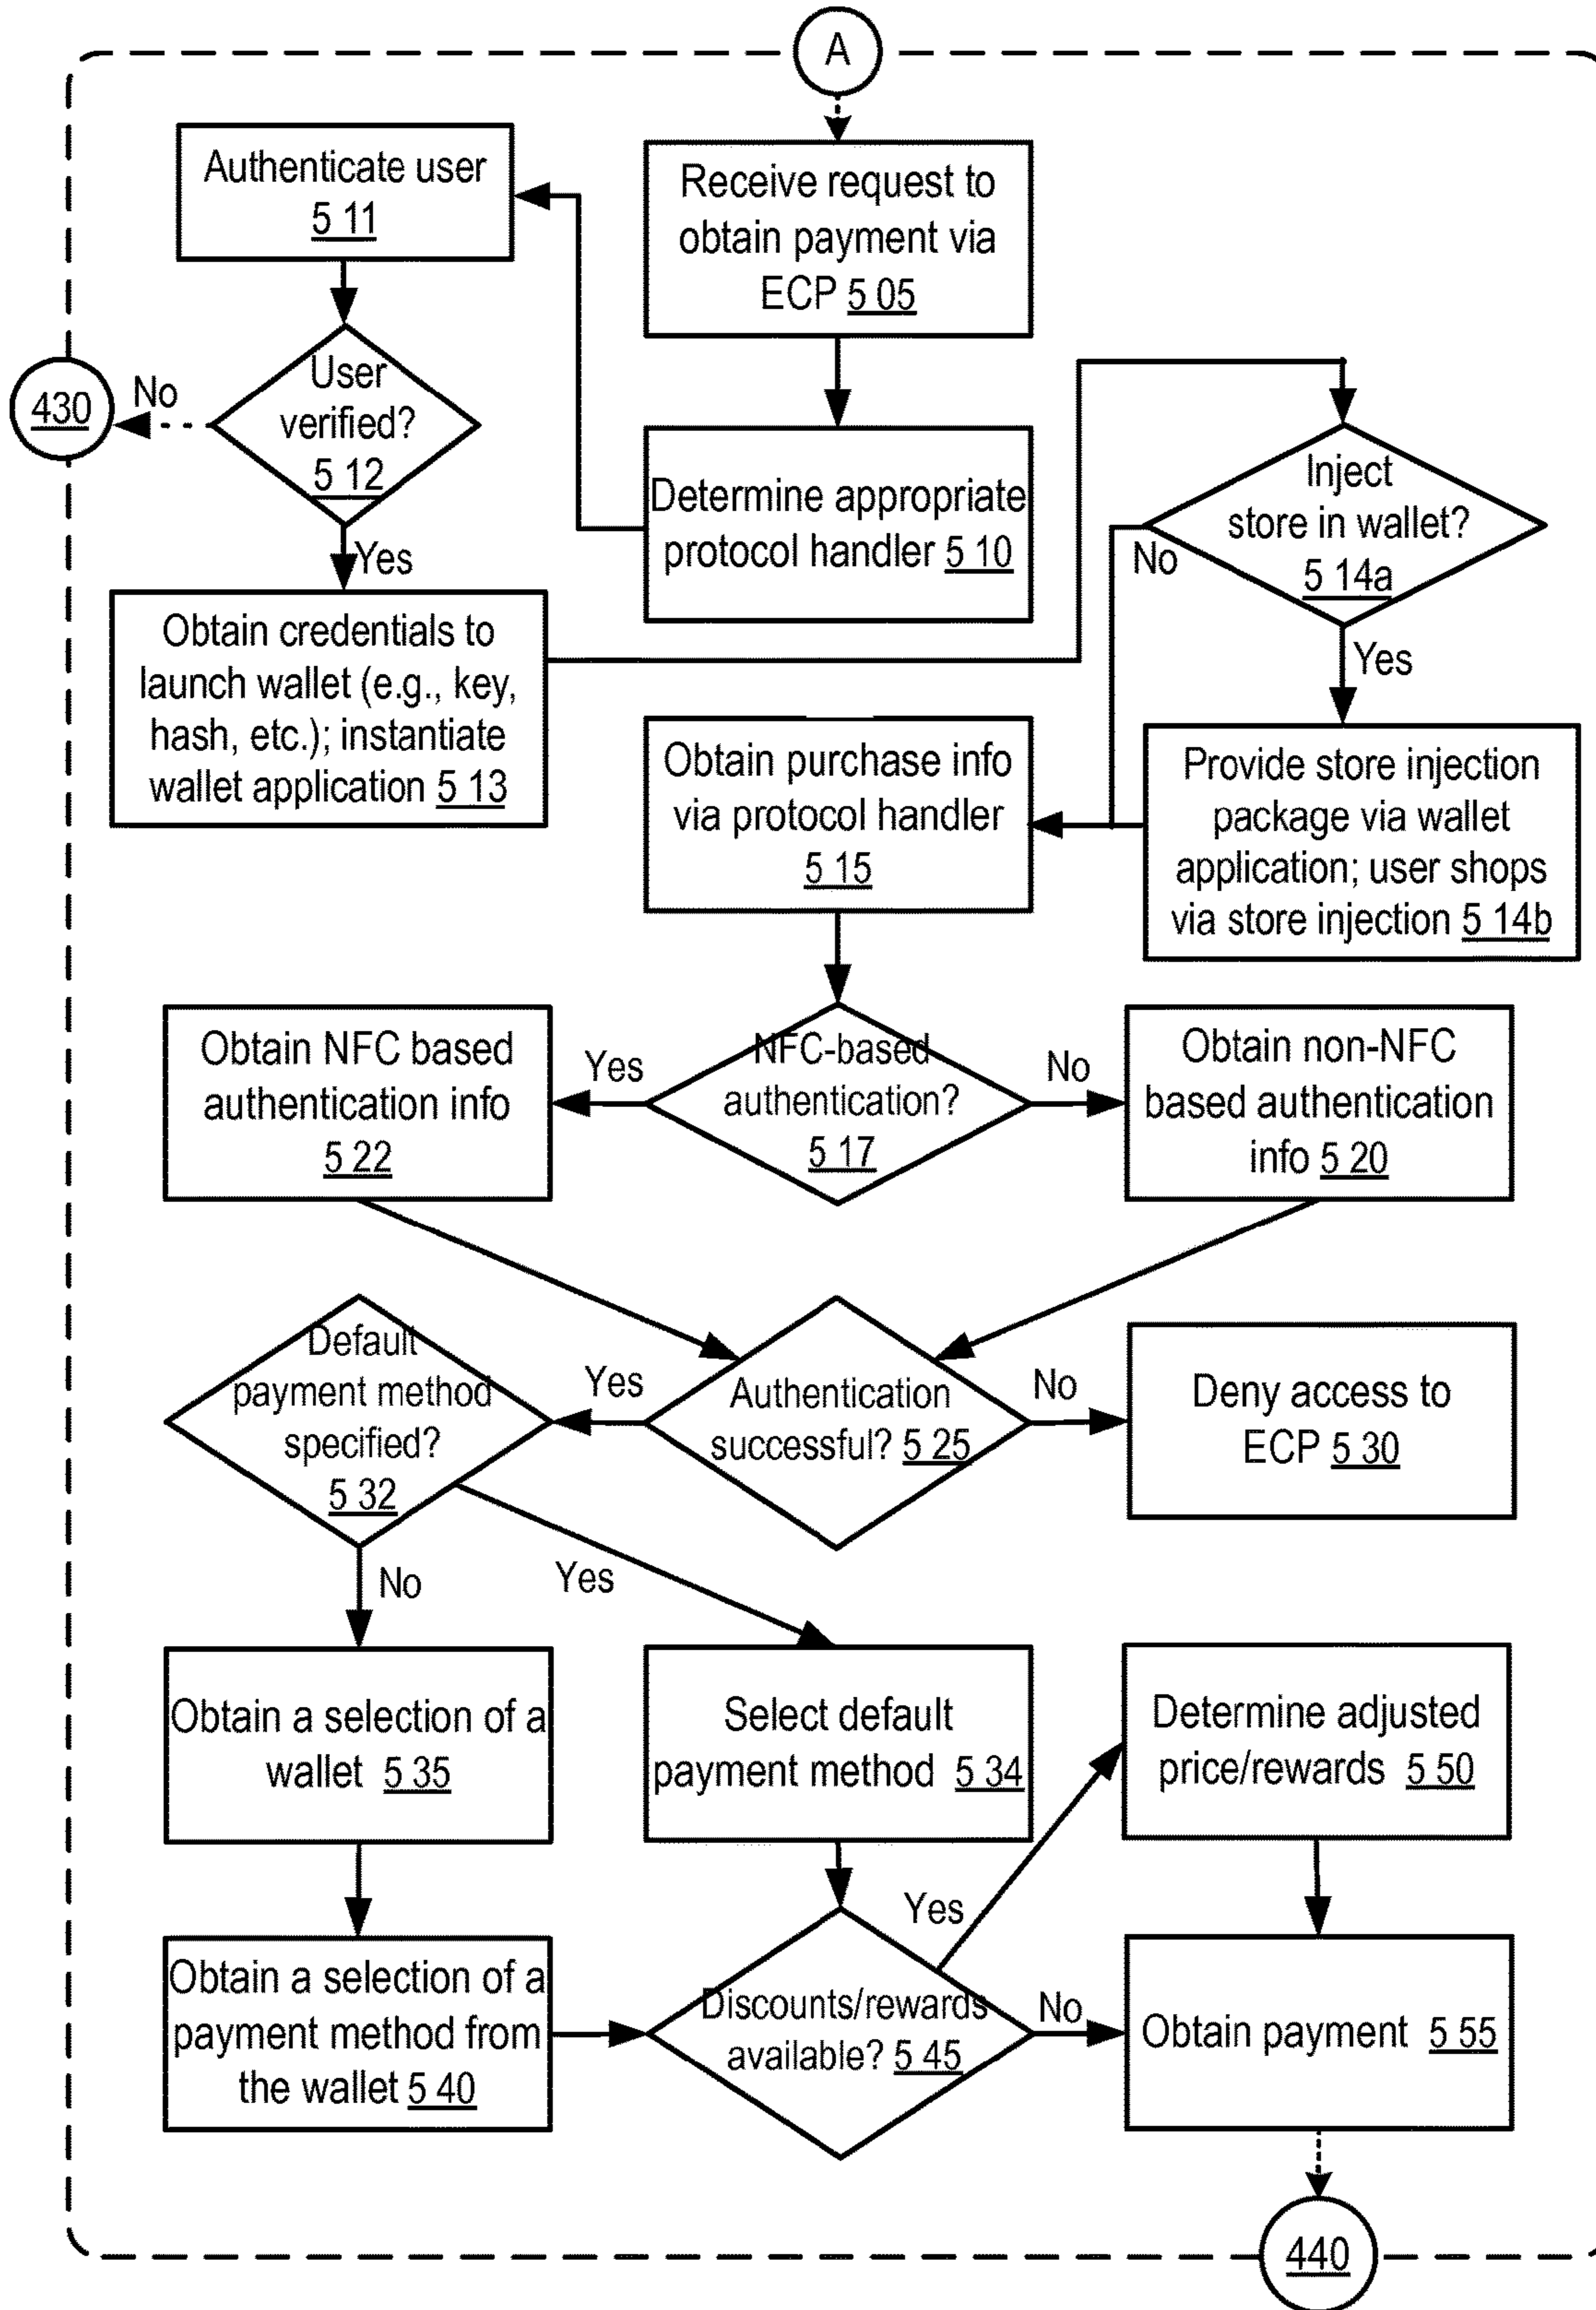 A
Authenticate user
5 11
Receive request to
obtain payment via
ECP 5 05
User
verified?
5 12
No
430
Yes
Determine appropriate
protocol handler 5 10
Inject
store in wallet?
5 14a
No
Yes
Obtain credentials to
launch wallet (e.g., key,
hash, etc.); instantiate
wallet application 5 13
Obtain purchase info
via protocol handler
5 15
Provide store injection
package via wallet
application; user shops
via store injection 5 14b
Obtain NFC based
authentication info
5 22
Yes
NFC-based
authentication?
5 17
No
Obtain non-NFC
based authentication
info 5 20
Default
payment method
specified?
5 32
Yes
Authentication
successful? 5 25
No
Deny access to
ECP 5 30
No
Yes
Obtain a selection of a
wallet 5 35
Select default
payment method 5 34
Determine adjusted
price/rewards 5 50
Yes
Obtain a selection of a
payment method from
the wallet 5 40
Discounts/rewards
available? 5 45
No
Obtain payment 5 55
440